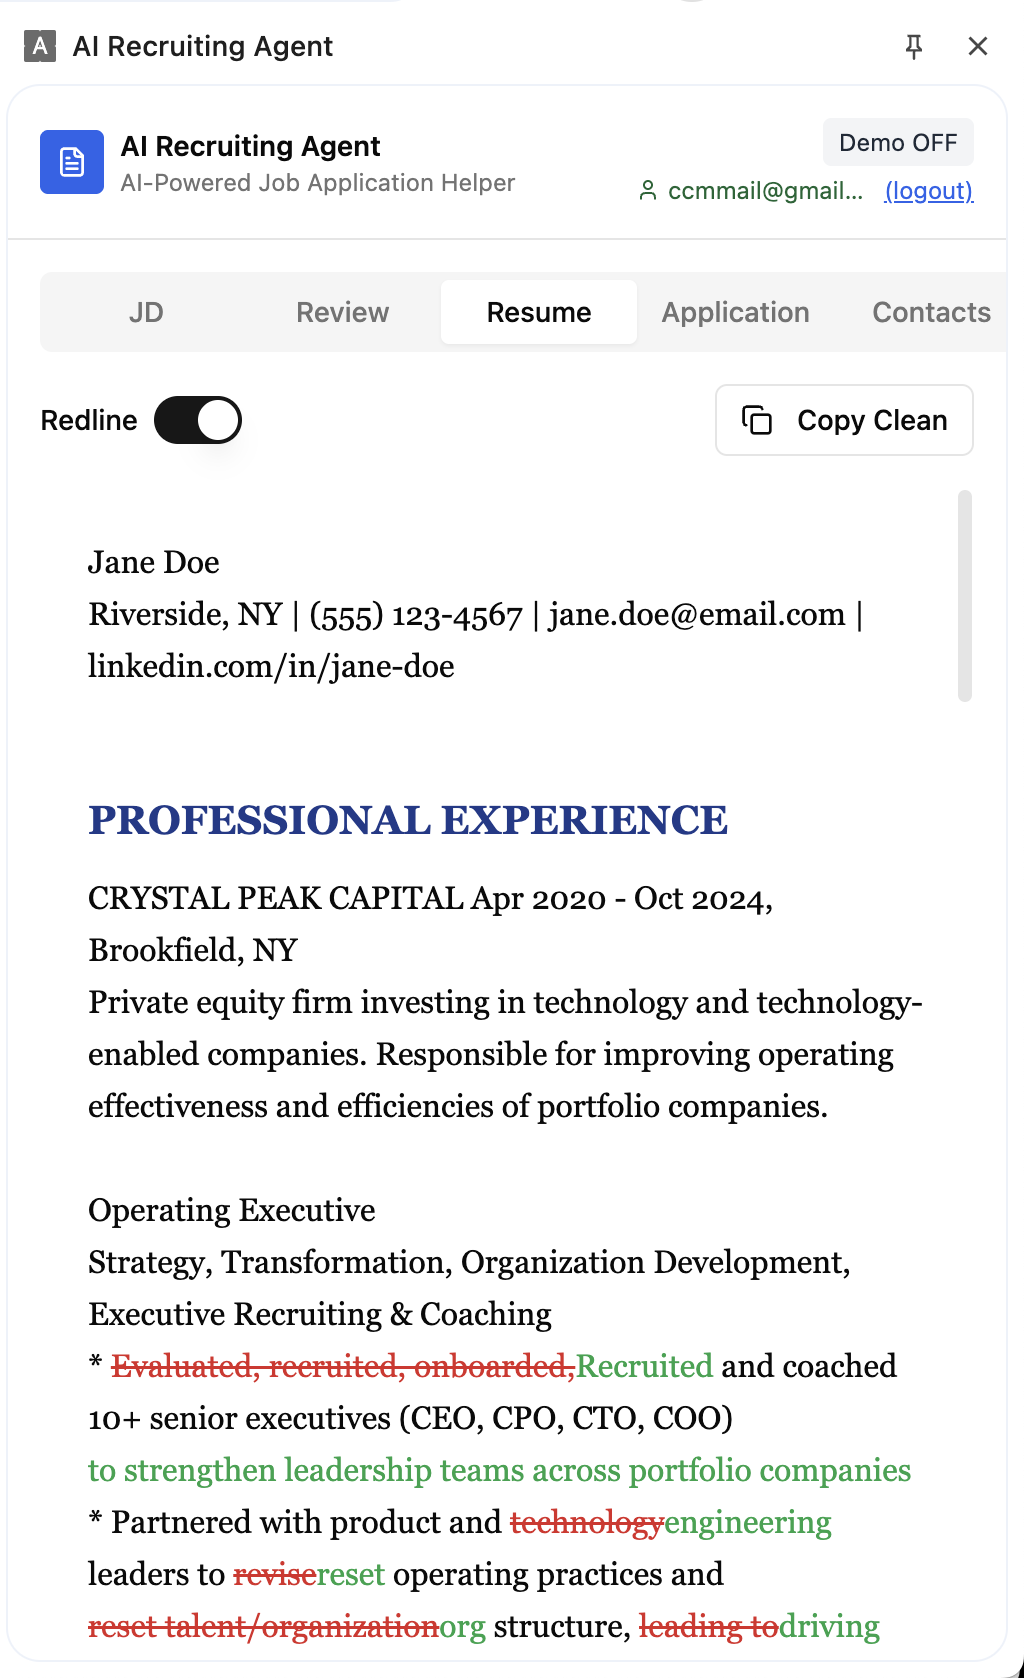 A AI Recruiting Agent
AI Recruiting Agent
AI-Powered Job Application Helper
Demo OFF
ccmmail@gmail... (logout)
JD Review Resume Application Contacts
Redline
Copy Clean
Jane Doe
Riverside, NY | (555) 123-4567 | jane.doe@email.com |
linkedin.com/in/jane-doe
PROFESSIONAL EXPERIENCE
CRYSTAL PEAK CAPITAL Apr 2020 - Oct 2024,
Brookfield, NY
Private equity firm investing in technology and technology-
enabled companies. Responsible for improving operating
effectiveness and efficiencies of portfolio companies.
Operating Executive
Strategy, Transformation, Organization Development,
Executive Recruiting & Coaching
* Evaluated, recruited, onboarded,Recruited and coached
10+ senior executives (CEO, CPO, CTO, COO)
to strengthen leadership teams across portfolio companies
* Partnered with product and technologyengineering
leaders to revisereset operating practices and
reset talent/organizationorg structure, leading todriving